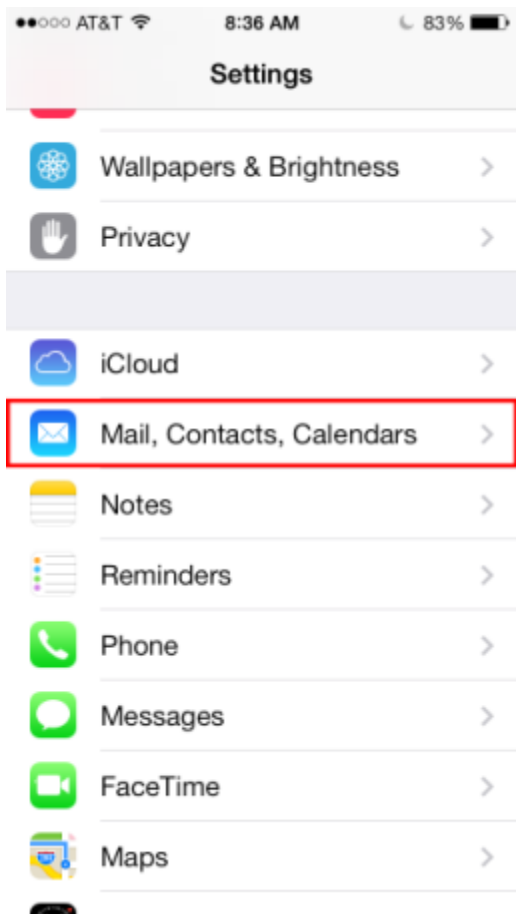 AT&T 8:36 AM 83%
Settings
Wallpapers & Brightness
Privacy
iCloud
Mail, Contacts, Calendars
Notes
Reminders
Phone
Messages
FaceTime
Maps